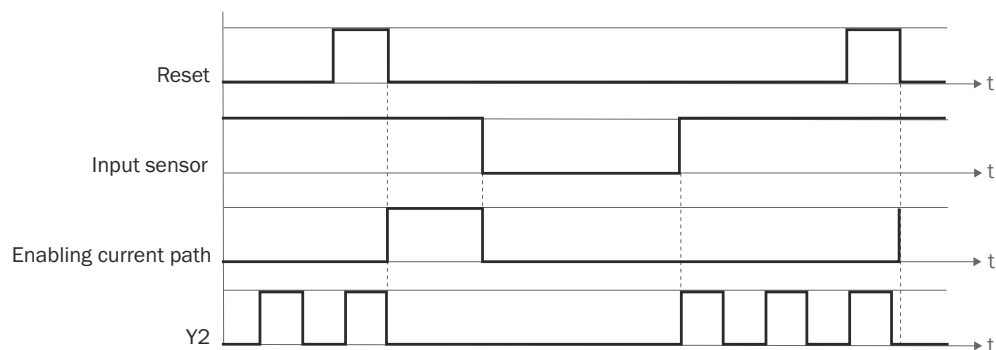 Reset
t
Input sensor
t
Enabling current path
t
Y2
t